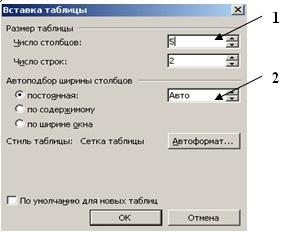 Вставка таблицы
1
Размер таблицы
Число столбцов: 5
Число строк: 2
Автоподбор ширины столбцов
2
постоянная: Авто
по содержимому
по ширине окна
Стиль таблицы: Сетка таблицы Автоформат...
По умолчанию для новых таблиц
ОК Отмена